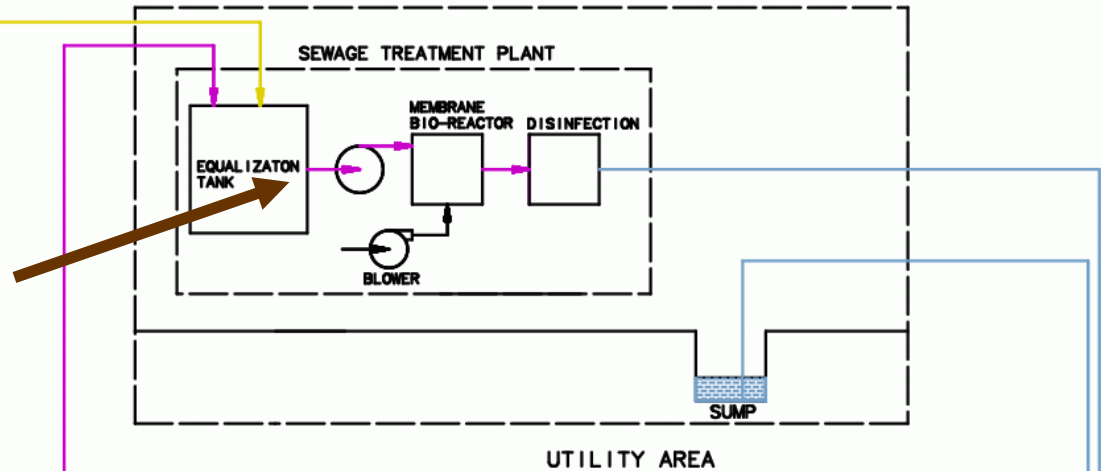 SEWAGE TREATMENT PLANT
MEMBRANE
BIO-REACTOR
DISINFECTION
EQUALIZATON
TANK
BLOWER
SUMP
UTILITY AREA